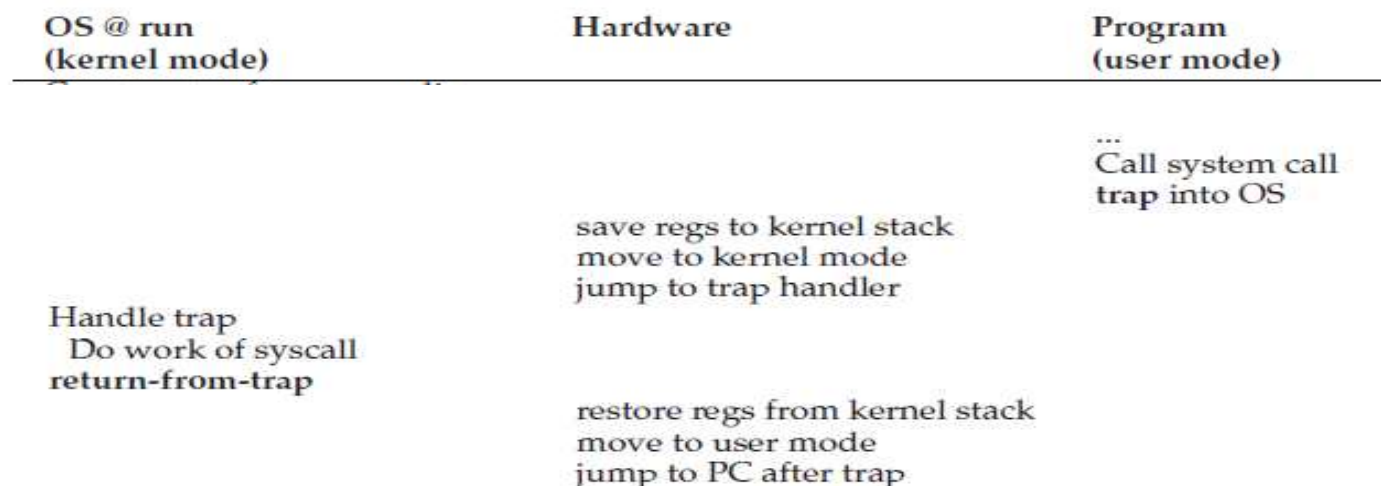 OS @ run Hardware Program
(kernel mode) (user mode)
...
Call system call
trap into OS
save regs to kernel stack
move to kernel mode
jump to trap handler
Handle trap
Do work of syscall
return-from-trap
restore regs from kernel stack
move to user mode
jump to PC after trap